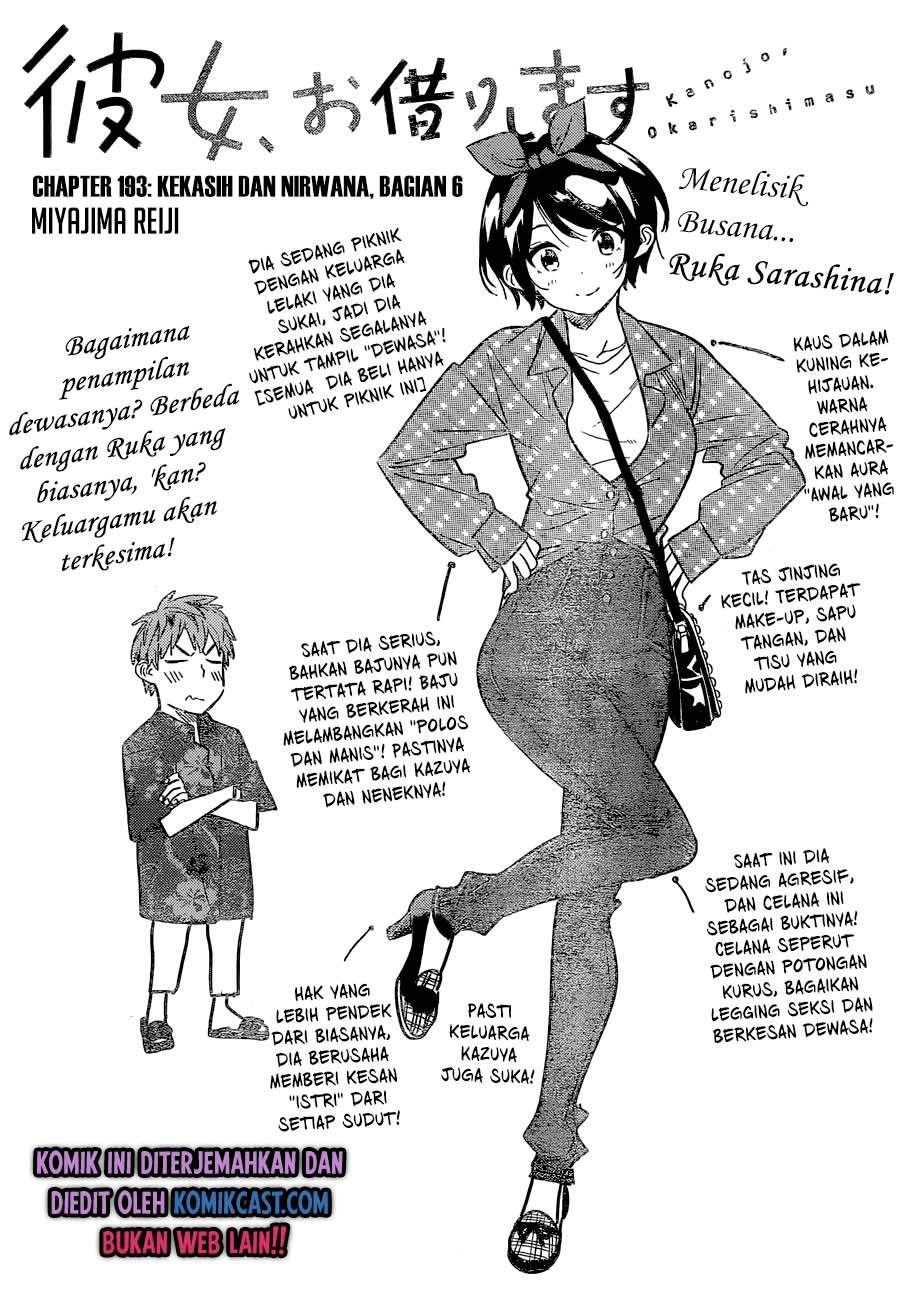 彼女、お借りします
Kanojo,
Okarishimasu
CHAPTER 193: KEKASIH DAN NIRWANA, BAGIAN 6
MIYAJIMA REIJI
Menelisik
Busana...
Ruka Sarashina!
DIA SEDANG PIKNIK
DENGAN KELUARGA
LELAKI YANG DIA
SUKAI, JADI DIA
KERAHKAN SEGALANYA
UNTUK TAMPIL "DEWASA"!
[SEMUA DIA BELI HANYA
UNTUK PIKNIK INI]
Bagaimana
penampilan
dewasanya? Berbeda
dengan Ruka yang
biasanya, 'kan?
Keluargamu akan
terkesima!
KAUS DALAM
KUNING KE-
HIJAUAN.
WARNA
CERAHNYA
MEMANCAR-
KAN AURA
"AWAL YANG
BARU"!
TAS JINJING
KECIL! TERDAPAT
MAKE-UP, SAPU
TANGAN, DAN
TISU YANG
MUDAH DIRAIH!
SAAT DIA SERIUS,
BAHKAN BAJUNYA PUN
TERTATA RAPI! BAJU
YANG BERKERAH INI
MELAMBANGKAN "POLOS
DAN MANIS"! PASTINYA
MEMIKAT BAGI KAZUYA
DAN NENEKNYA!
SAAT INI DIA
SEDANG AGRESIF,
DAN CELANA INI
SEBAGAI BUKTINYA!
CELANA SEPERUT
DENGAN POTONGAN
KURUS, BAGAIKAN
LEGGING SEKSI DAN
BERKESAN DEWASA!
HAK YANG
LEBIH PENDEK
DARI BIASANYA,
DIA BERUSAHA
MEMBERI KESAN
"ISTRI" DARI
SETIAP SUDUT!
PASTI
KELUARGA
KAZUYA
JUGA SUKA!
KOMIK INI DITERJEMAHKAN DAN
DIEDIT OLEH KOMIKCAST.COM
BUKAN WEB LAIN!!